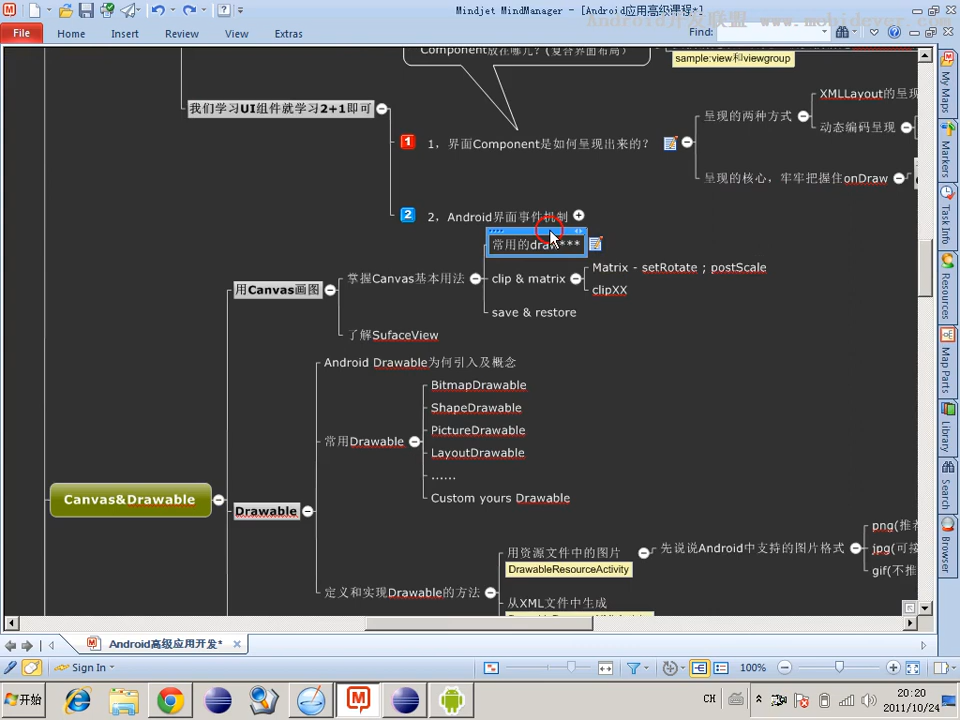 Mindjet MindManager - [Android应用高级课程*]
www.mobidever.com
File Home Insert Review View Extras Find:
Component放在哪儿?(复合界面布局)
sample:view和viewgroup
我们学习UI组件就学习2+1即可
XMLLayout的呈现
呈现的两种方式
动态编码呈现
1
1，界面Component是如何呈现出来的？
呈现的核心，牢牢把握住onDraw
2
2，Android界面事件机制
常用的draw***
用Canvas画图
掌握Canvas基本用法
clip & matrix
Matrix - setRotate ; postScale
clipXX
save & restore
了解SufaceView
Android Drawable为何引入及概念
常用Drawable
BitmapDrawable
ShapeDrawable
PictureDrawable
LayoutDrawable
......
Custom yours Drawable
Canvas&Drawable
Drawable
定义和实现Drawable的方法
用资源文件中的图片
DrawableResourceActivity
先说说Android中支持的图片格式
png(推荐
jpg(可接
gif(不推
从XML文件中生成
My Maps
Markers
Task Info
Resources
Map Parts
Library
Search
Browser
Android高级应用开发*
Sign In
100%
开始
CH
20:20
2011/10/24